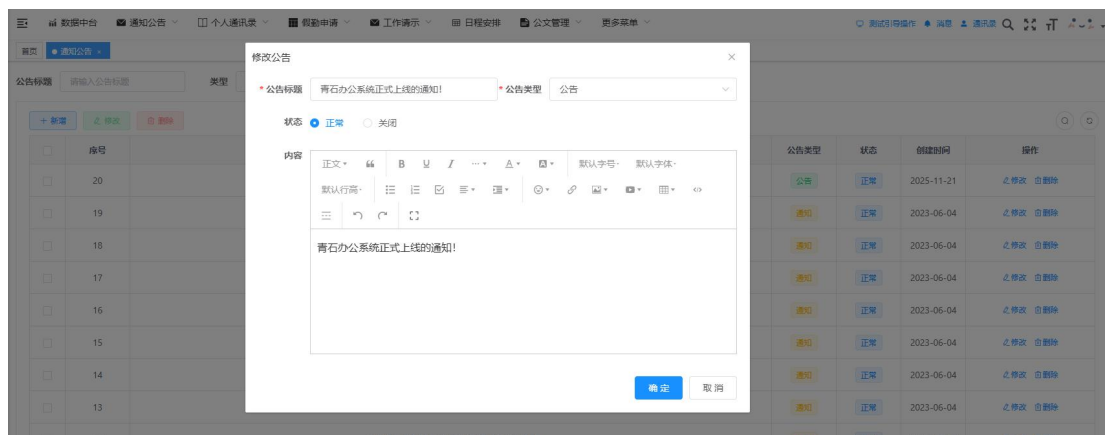 数据中台 通知公告 个人通讯录 假勤申请 工作请示 日程安排 公文管理 更多菜单 测试引导操作 消息 通讯录
首页 通知公告 ×
公告标题 请输入公告标题 类型
+ 新增 修改 删除
序号 公告类型 状态 创建时间 操作
20 公告 正常 2025-11-21 修改 删除
19 通知 正常 2023-06-04 修改 删除
18 通知 正常 2023-06-04 修改 删除
17 通知 正常 2023-06-04 修改 删除
16 通知 正常 2023-06-04 修改 删除
15 通知 正常 2023-06-04 修改 删除
14 通知 正常 2023-06-04 修改 删除
13 通知 正常 2023-06-04 修改 删除
修改公告
* 公告标题 青石办公系统正式上线的通知! * 公告类型 公告
状态 正常 关闭
内容
正文 B U I ... A A 默认字号 默认字体
默认行高
青石办公系统正式上线的通知!
确 定 取 消